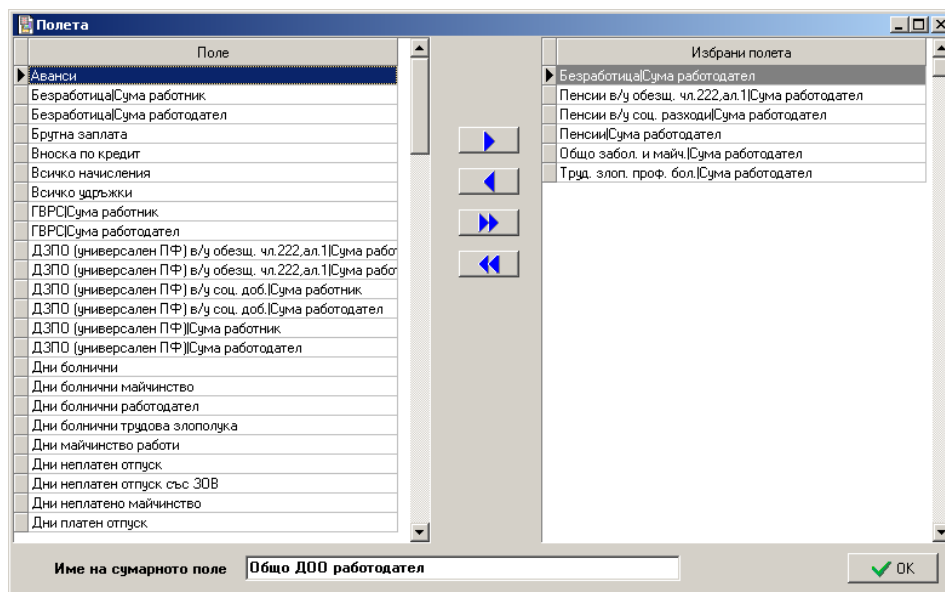 Полета
Поле
Аванси
Безработица|Сума работник
Безработица|Сума работодател
Брутна заплата
Вноска по кредит
Всичко начисления
Всичко удръжки
ГВРС|Сума работник
ГВРС|Сума работодател
ДЗПО (универсален ПФ) в/у обезщ. чл.222,ал.1|Сума рабо
ДЗПО (универсален ПФ) в/у обезщ. чл.222,ал.1|Сума рабо
ДЗПО (универсален ПФ) в/у соц. доб.|Сума работник
ДЗПО (универсален ПФ) в/у соц. доб.|Сума работодател
ДЗПО (универсален ПФ)|Сума работник
ДЗПО (универсален ПФ)|Сума работодател
Дни болнични
Дни болнични майчинство
Дни болнични работодател
Дни болнични трудова злополука
Дни майчинство работи
Дни неплатен отпуск
Дни неплатен отпуск със ЗОВ
Дни неплатено майчинство
Дни платен отпуск
Избрани полета
Безработица|Сума работодател
Пенсии в/у обезщ. чл.222,ал.1|Сума работодател
Пенсии в/у соц. разходи|Сума работодател
Пенсии|Сума работодател
Общо забол. и майч.|Сума работодател
Труд. злоп. проф. бол.|Сума работодател
Име на сумарното поле Общо ДОО работодател
OK